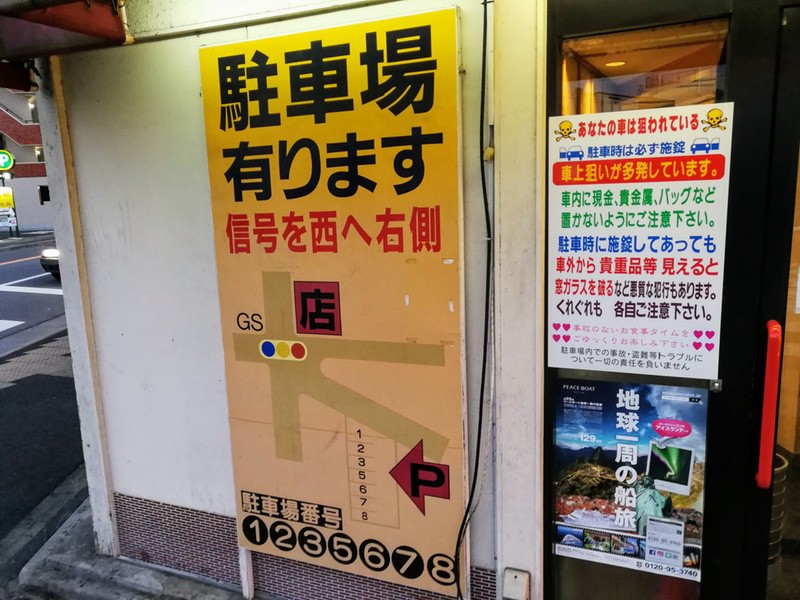 駐車場
有ります
信号を西へ右側
店
GS
1
2
3
5
6
7
8
P
駐車場番号
1235678
あなたの車は狙われている
駐車時は必ず施錠
車上狙いが多発しています。
車内に現金、貴金属、バッグなど
置かないようにご注意下さい。
駐車時に施錠してあっても
車外から 貴重品等 見えると
窓ガラスを破るなど悪質な犯行もあります。
くれぐれも 各自ご注意下さい。
事故のないお食事タイムを
ごゆっくりお楽しみ下さい
駐車場内での事故・盗難等トラブルに
ついて一切の責任を負いません
PEACE BOAT
地球一周の船旅
129
アイスランド
0120-95-3740
P